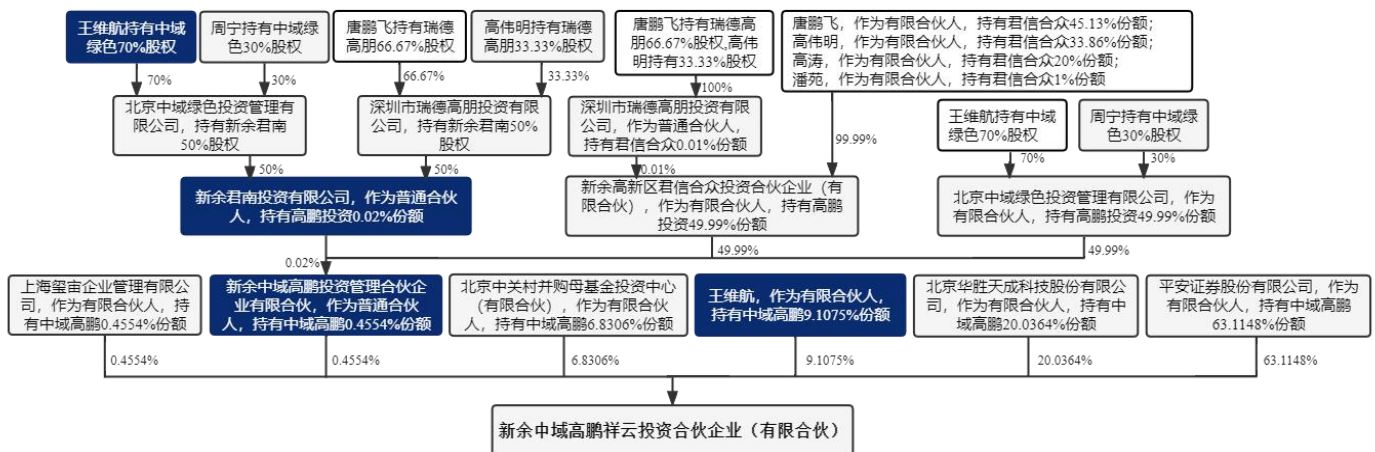 王维航持有中域
绿色70%股权
周宁持有中域绿
色30%股权
唐鹏飞持有瑞德
高朋66.67%股权
高伟明持有瑞德
高朋33.33%股权
唐鹏飞持有瑞德高
朋66.67%股权,高伟
明持有33.33%股权
唐鹏飞，作为有限合伙人，持有君信合众45.13%份额；
高伟明，作为有限合伙人，持有君信合众33.86%份额；
高涛，作为有限合伙人，持有君信合众20%份额；
潘苑，作为有限合伙人，持有君信合众1%份额
70%
30%
66.67%
33.33%
100%
北京中域绿色投资管理有
限公司，持有新余君南
50%股权
深圳市瑞德高朋投资有限
公司，持有新余君南50%
股权
深圳市瑞德高朋投资有限
公司，作为普通合伙人，
持有君信合众0.01%份额
99.99%
王维航持有中域
绿色70%股权
周宁持有中域绿
色30%股权
50%
50%
0.01%
70%
30%
新余君南投资有限公司，作为普通合伙
人，持有高鹏投资0.02%份额
新余高新区君信合众投资合伙企业（有
限合伙），作为有限合伙人，持有高鹏
投资49.99%份额
北京中域绿色投资管理有限公司，作为
有限合伙人，持有高鹏投资49.99%份额
0.02%
49.99%
49.99%
上海玺宙企业管理有限公
司，作为有限合伙人，持
有中域高鹏0.4554%份额
新余中域高鹏投资管理合伙企
业有限合伙，作为普通合伙
人，持有中域高鹏0.4554%份额
北京中关村并购母基金投资中心
（有限合伙），作为有限合伙
人，持有中域高鹏6.8306%份额
王维航，作为有限合伙人，
持有中域高鹏9.1075%份额
北京华胜天成科技股份有限公
司，作为有限合伙人，持有中
域高鹏20.0364%份额
平安证券股份有限公司，作为
有限合伙人，持有中域高鹏
63.1148%份额
0.4554%
0.4554%
6.8306%
9.1075%
20.0364%
63.1148%
新余中域高鹏祥云投资合伙企业（有限合伙）